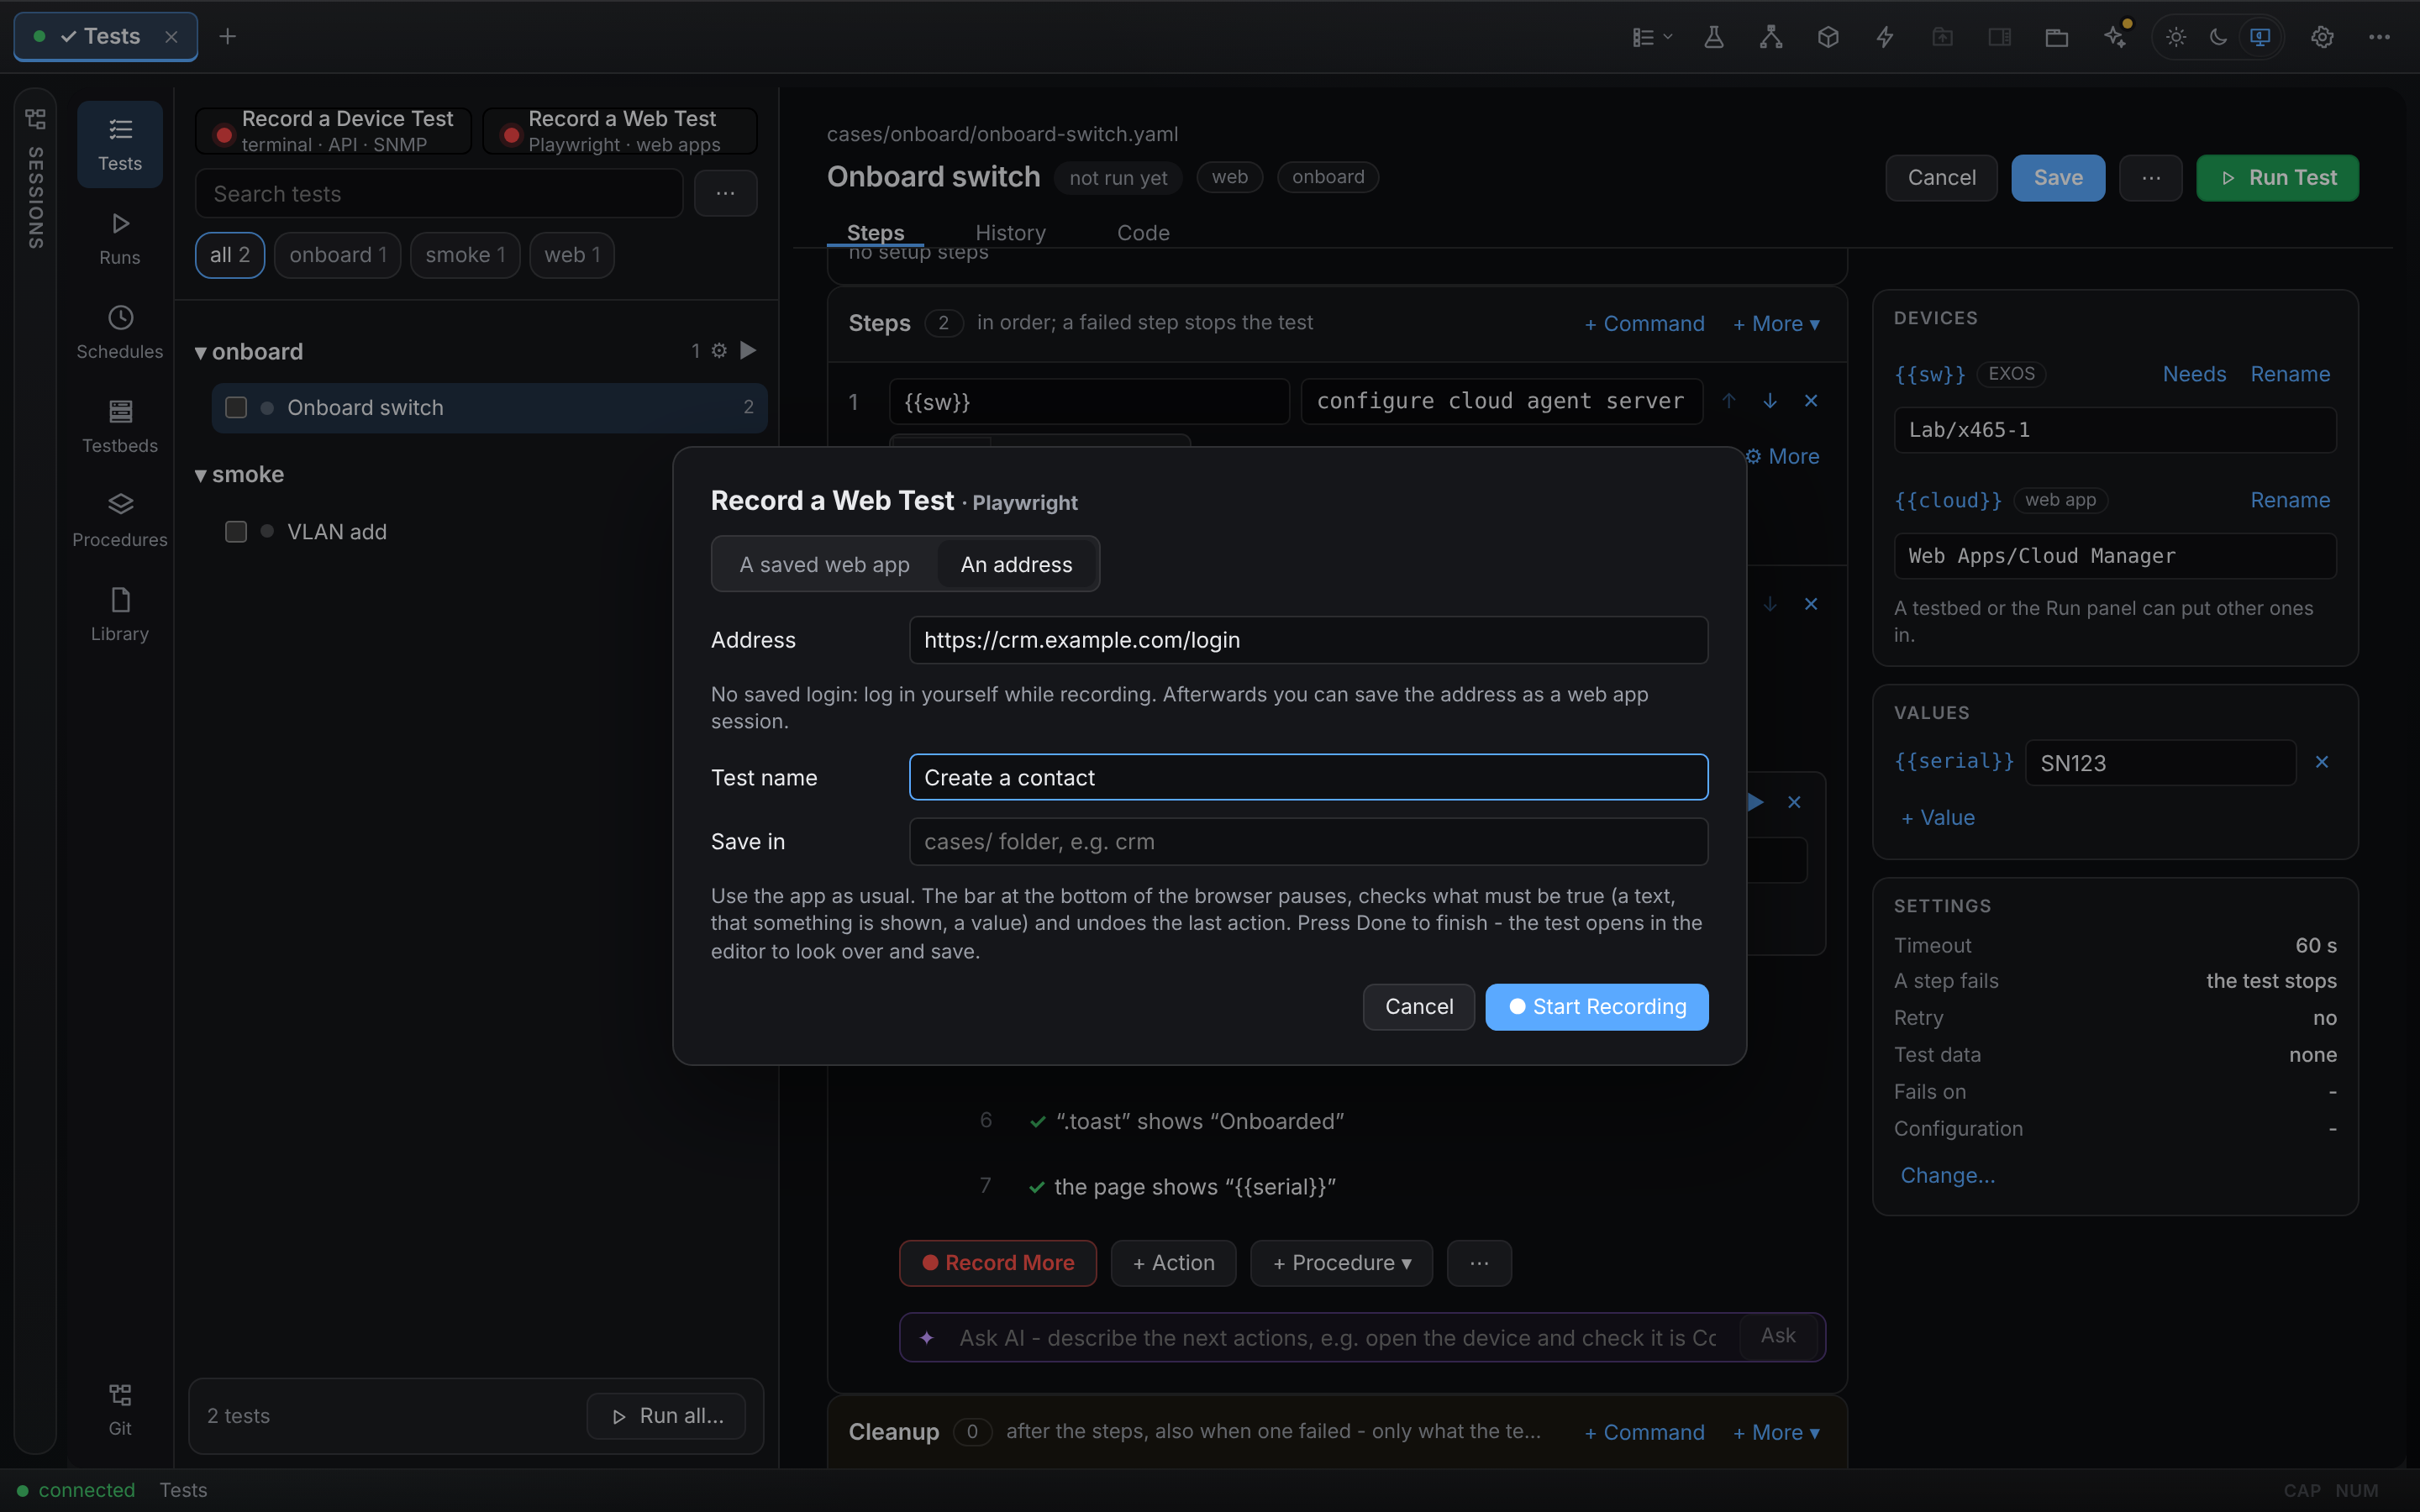 ✓ Tests × +
SESSIONS
Tests
Runs
Schedules
Testbeds
Procedures
Library
Git
Record a Device Test
terminal · API · SNMP
Record a Web Test
Playwright · web apps
Search tests
...
all 2
onboard 1
smoke 1
web 1
▾ onboard 1
Onboard switch 2
▾ smoke
VLAN add
2 tests
Run all...
cases/onboard/onboard-switch.yaml
Onboard switch not run yet web onboard
Cancel Save ... Run Test
Steps History Code
no setup steps
Steps 2 in order; a failed step stops the test + Command + More ▾
1 {{sw}} configure cloud agent server ↑ ↓ ×
More
↓ ×
Record a Web Test · Playwright
A saved web app An address
Address https://crm.example.com/login
No saved login: log in yourself while recording. Afterwards you can save the address as a web app
session.
Test name Create a contact
Save in cases/ folder, e.g. crm
Use the app as usual. The bar at the bottom of the browser pauses, checks what must be true (a text,
that something is shown, a value) and undoes the last action. Press Done to finish - the test opens in the
editor to look over and save.
Cancel Start Recording
6 ✓ “.toast” shows “Onboarded”
7 ✓ the page shows “{{serial}}”
Record More + Action + Procedure ▾ ...
Ask AI - describe the next actions, e.g. open the device and check it is Co Ask
Cleanup 0 after the steps, also when one failed - only what the te... + Command + More ▾
DEVICES
{{sw}} EXOS Needs Rename
Lab/x465-1
{{cloud}} web app Rename
Web Apps/Cloud Manager
A testbed or the Run panel can put other ones
in.
VALUES
{{serial}} SN123 ×
+ Value
SETTINGS
Timeout 60 s
A step fails the test stops
Retry no
Test data none
Fails on -
Configuration -
Change...
connected Tests
CAP NUM